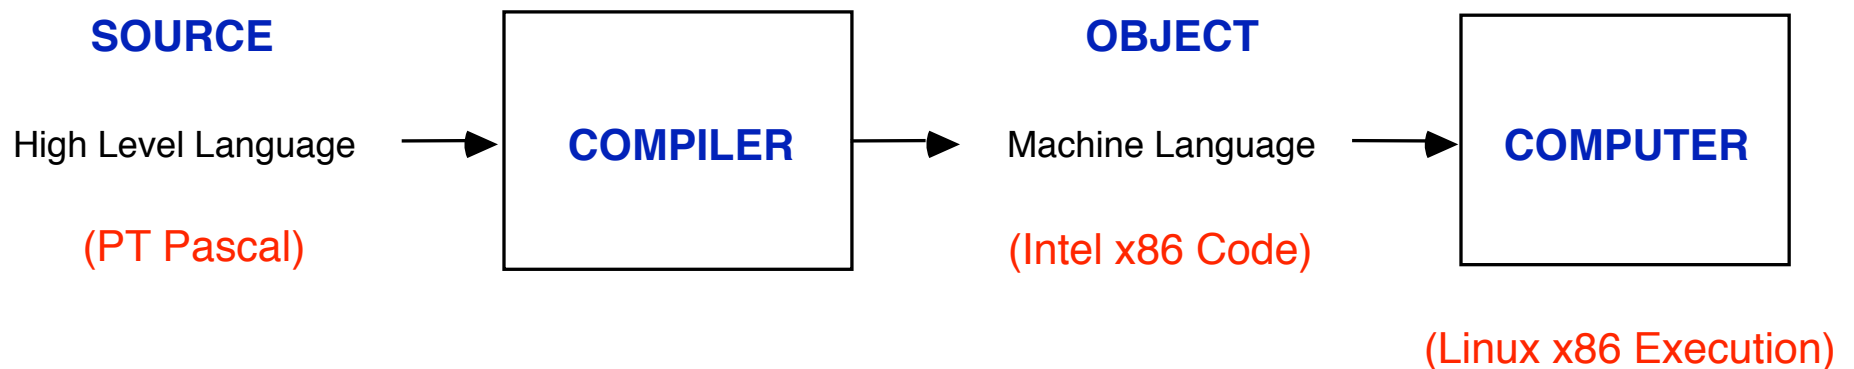 SOURCE
OBJECT
High Level Language
COMPILER
Machine Language
COMPUTER
(PT Pascal)
(Intel x86 Code)
(Linux x86 Execution)